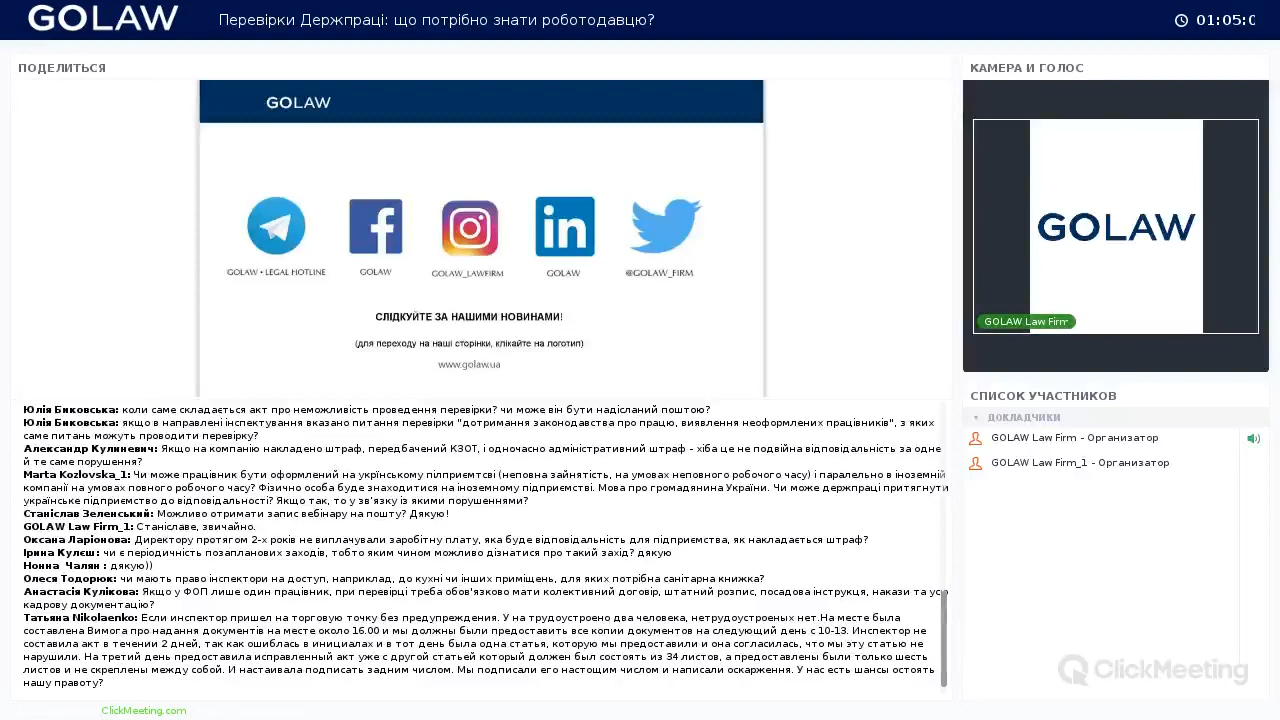 GOLAW
Перевірки Держпраці: що потрібно знати роботодавцю?
01:05:0
ПОДЕЛИТЬСЯ
КАМЕРА И ГОЛОС
GOLAW
GOLAW • LEGAL HOTLINE
GOLAW
GOLAW_LAWFIRM
GOLAW
@GOLAW_FIRM
СЛІДКУЙТЕ ЗА НАШИМИ НОВИНАМИ!
(для переходу на наші сторінки, клікайте на логотип)
www.golaw.ua
GOLAW
GOLAW Law Firm
СПИСОК УЧАСТНИКОВ
ДОКЛАДЧИКИ
GOLAW Law Firm - Организатор
GOLAW Law Firm_1 - Организатор
Юлія Биковська: коли саме складається акт про неможливість проведення перевірки? чи може він бути надісланий поштою?
Юлія Биковська: якщо в направлені інспектування вказано питання перевірки "дотримання законодавства про працю, виявлення неоформлених працівників", з яких
саме питань можуть проводити перевірку?
Александр Кулиневич: Якщо на компанію накладено штраф, передбачений КЗОТ, і одночасно адміністративний штраф - хіба це не подвійна відповідальність за одне
й те саме порушення?
Marta Kozlovska_1: Чи може працівник бути оформлений на укрїнському пілприємтсві (неповна зайнятість, на умовах неповного робочого часу) і паралельно в іноземній
компанії на умовах повного робочого часу? Фізично особа буде знаходитися на іноземному підприємстві. Мова про громадянина України. Чи може держпраці притягнути
українське підприємство до відповідальності? Якщо так, то у зв'язку із якими порушеннями?
Станіслав Зеленський: Можливо отримати запис вебінару на пошту? Дякую!
GOLAW Law Firm_1: Станіславе, звичайно.
Оксана Ларіонова: Директору протягом 2-х років не виплачували заробітну плату, яка буде відповідальність для підприємства, як накладається штраф?
Ірина Кулєш: чи є періодичність позапланових заходів, тобто яким чином можливо дізнатися про такий захід? дякую
Нонна Чалян : дякую))
Олеся Тодорюк: чи мають право інспектори на доступ, наприклад, до кухні чи інших приміщень, для яких потрібна санітарна книжка?
Анастасія Кулікова: Якщо у ФОП лише один працівник, при перевірці треба обов'язково мати колективний договір, штатний розпис, посадова інструкція, накази та усю
кадрову документацію?
Татьяна Nikolaenko: Если инспектор пришел на торговую точку без предупреждения. У на трудоустроено два человека, нетрудоустроеных нет.На месте была
составлена Вимога про надання документів на месте около 16.00 и мы должны были предоставить все копии документов на следующий день с 10-13. Инспектор не
составила акт в течении 2 дней, так как ошиблась в инициалах и в тот день была одна статья, которую мы предоставили и она согласилась, что мы эту статью не
нарушили. На третий день предоставила исправленный акт уже с другой статьей который должен был состоять из 34 листов, а предоставлены были только шесть
листов и не скреплены между собой. И настаивала подписать задним числом. Мы подписали его настощим числом и написали оскарження. У нас есть шансы остоять
нашу правоту?
ClickMeeting
ClickMeeting.com